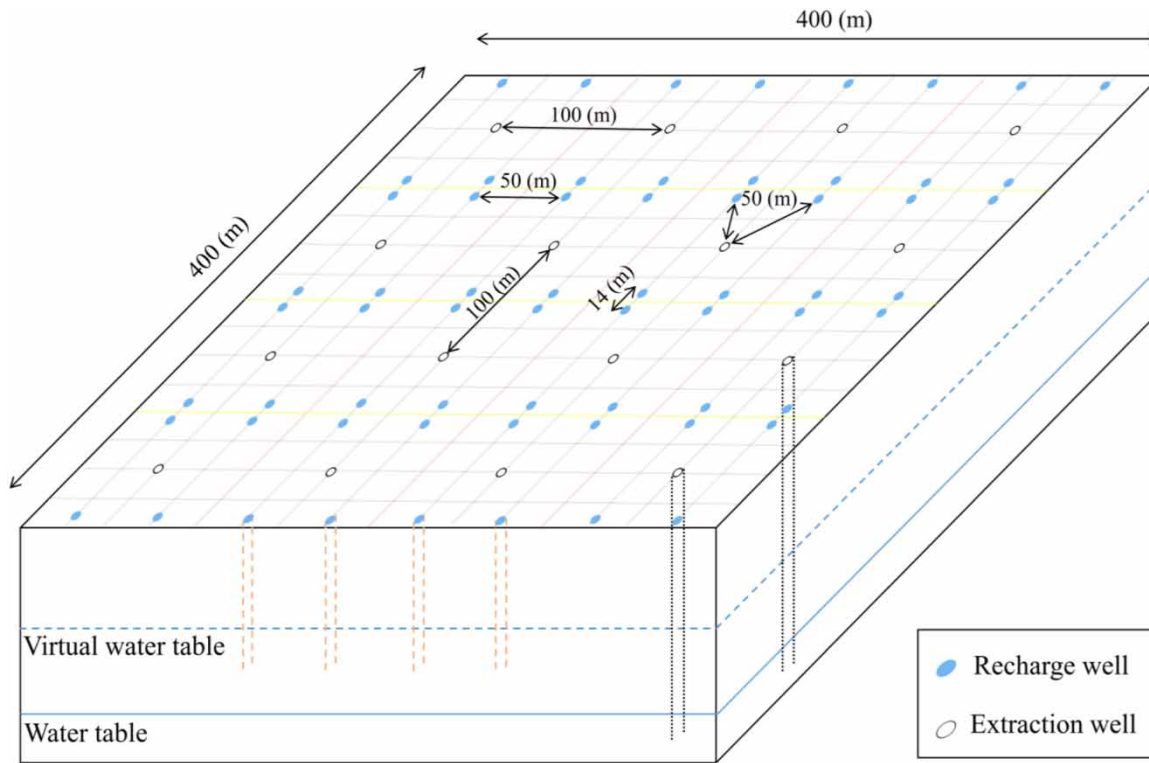 400 (m)
400 (m)
100 (m)
50 (m)
50 (m)
100 (m)
14 (m)
Virtual water table
Water table
Recharge well
Extraction well